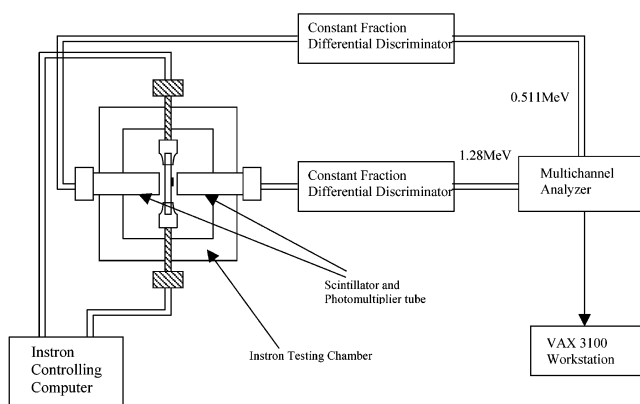 Constant Fraction
Differential Discriminator
0.511MeV
1.28MeV
Constant Fraction
Differential Discriminator
Multichannel
Analyzer
Scintillator and
Photomultiplier tube
Instron Testing Chamber
VAX 3100
Workstation
Instron
Controlling
Computer